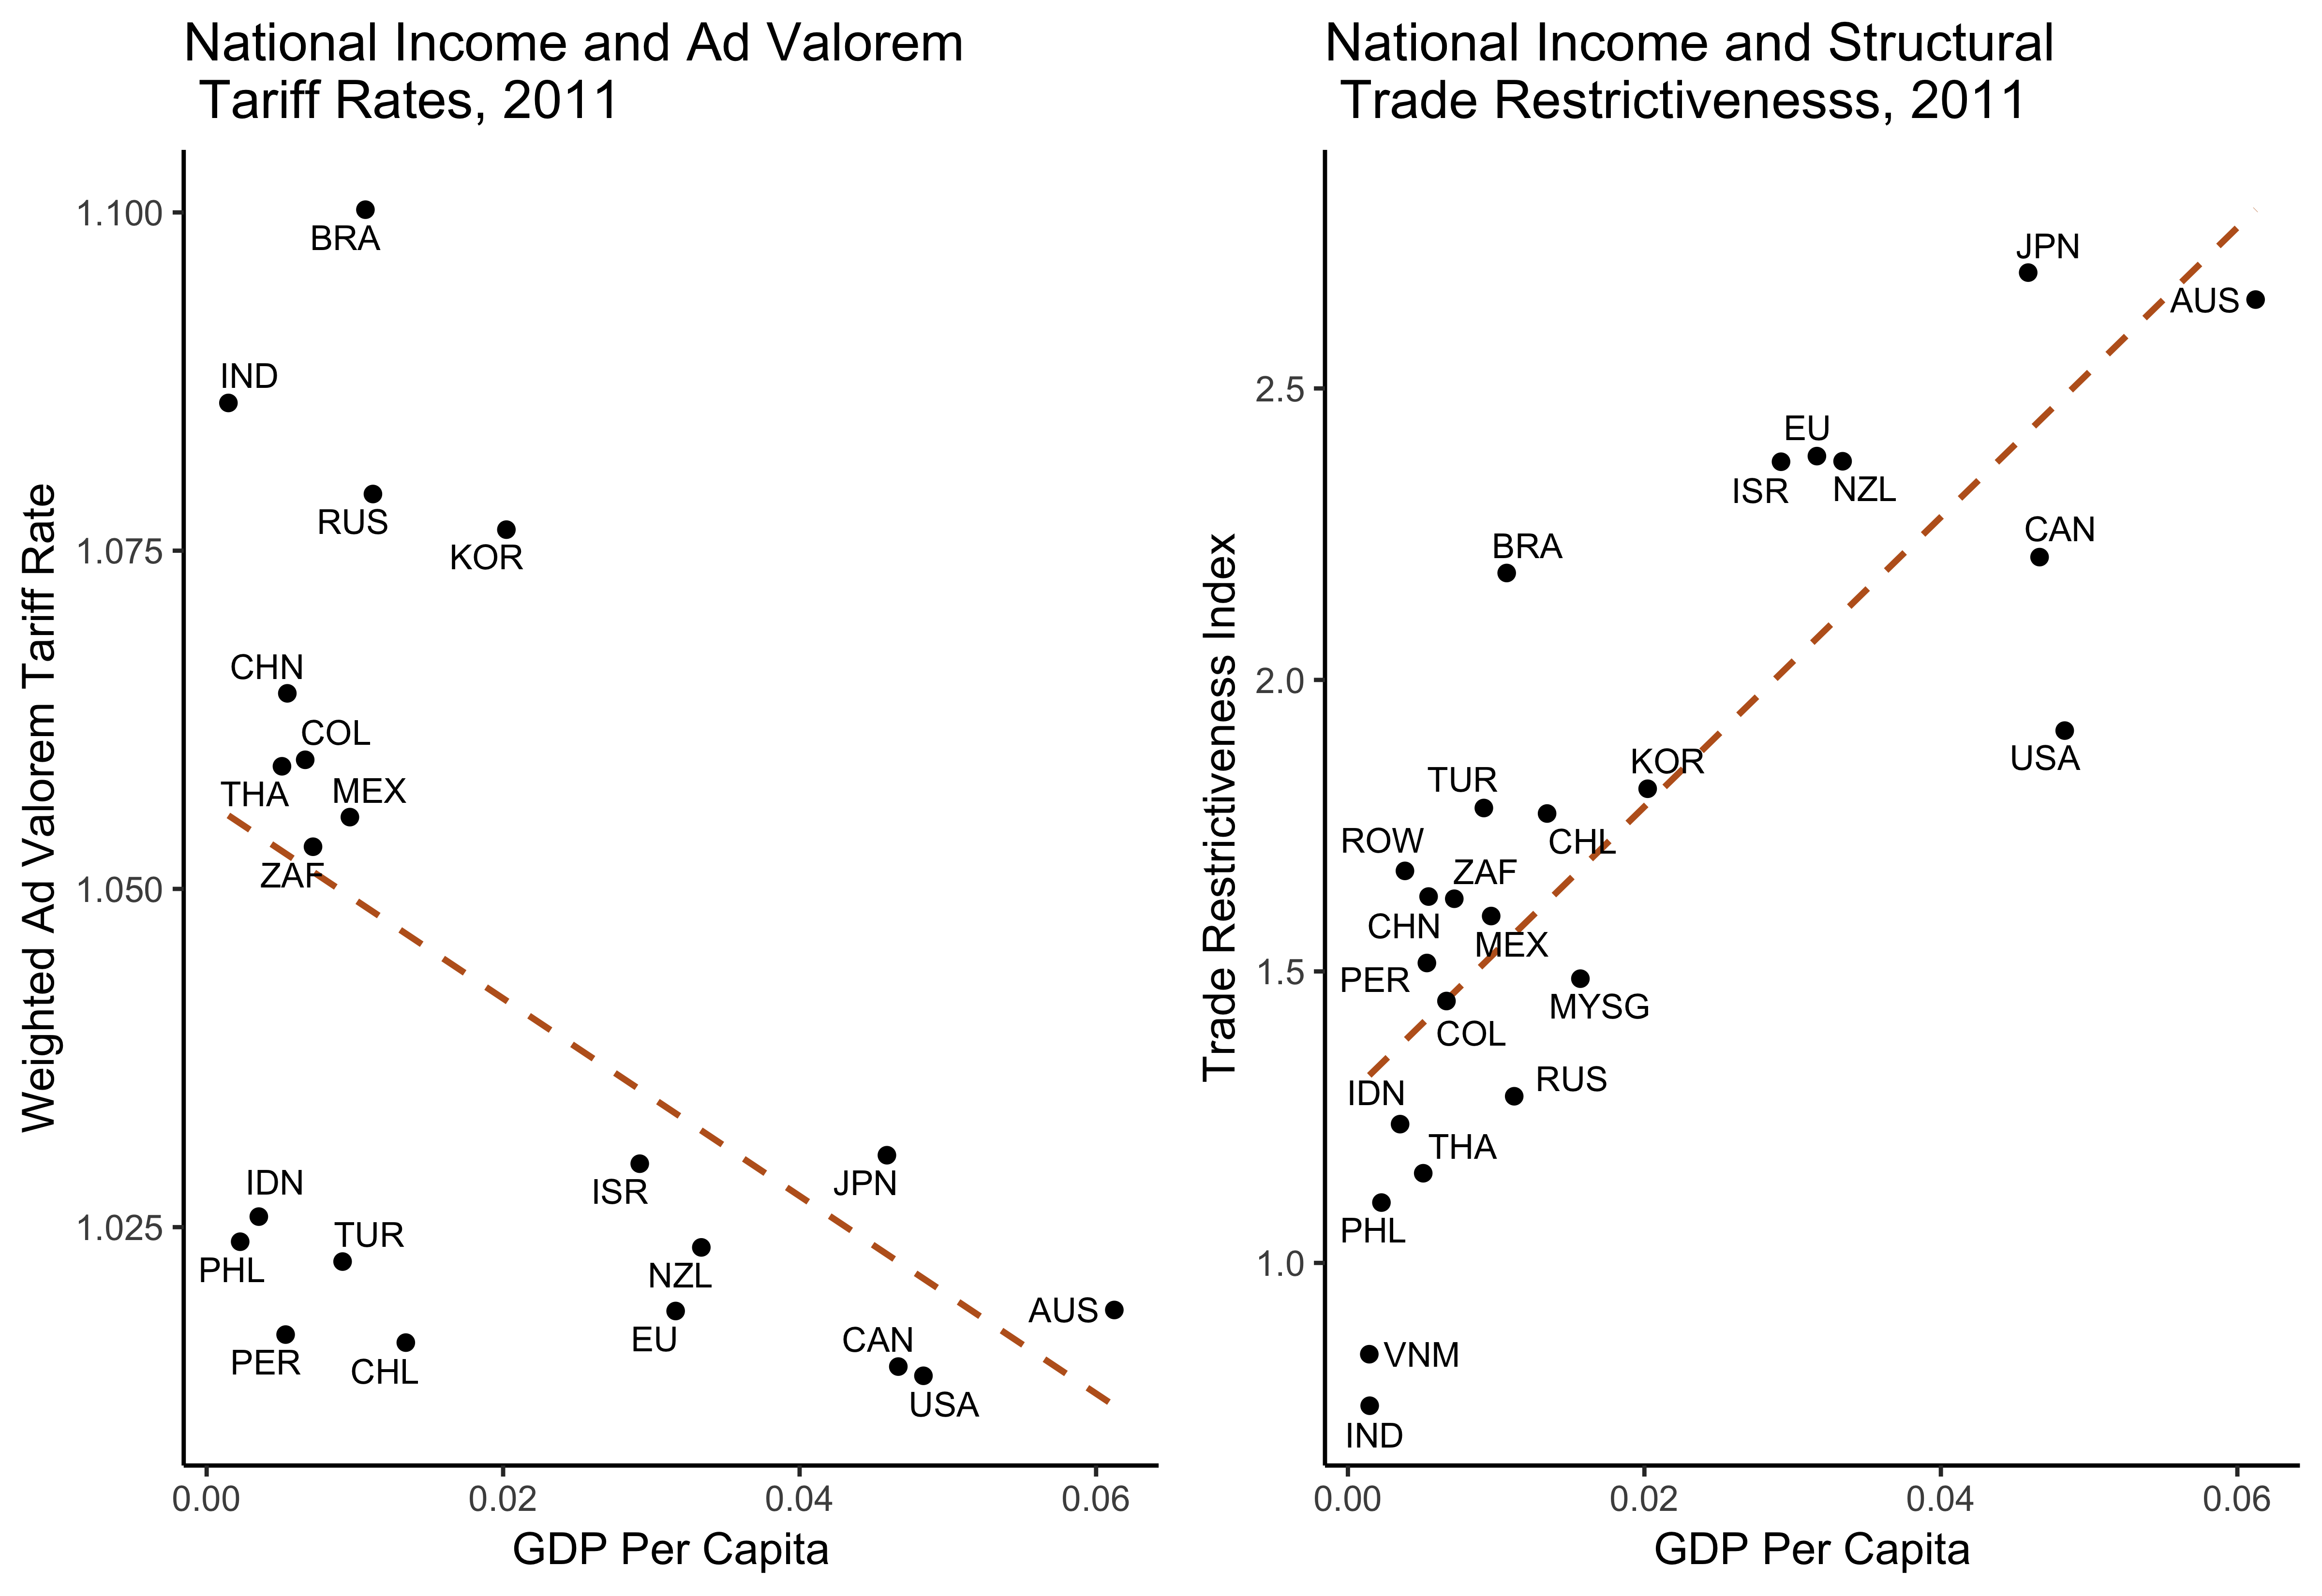 National Income and Ad Valorem
Tariff Rates, 2011
Weighted Ad Valorem Tariff Rate
1.100
1.075
1.050
1.025
BRA
IND
RUS
KOR
CHN
COL
THA
MEX
ZAF
IDN
ISR
JPN
PHL
TUR
NZL
EU
AUS
PER
CHL
CAN
USA
0.00
0.02
0.04
0.06
GDP Per Capita
National Income and Structural
Trade Restrictivenesss, 2011
Trade Restrictiveness Index
2.5
2.0
1.5
1.0
JPN
AUS
EU
ISR
NZL
CAN
BRA
USA
KOR
TUR
CHL
ROW
ZAF
CHN
MEX
PER
MYSG
COL
RUS
IDN
THA
PHL
VNM
IND
0.00
0.02
0.04
0.06
GDP Per Capita